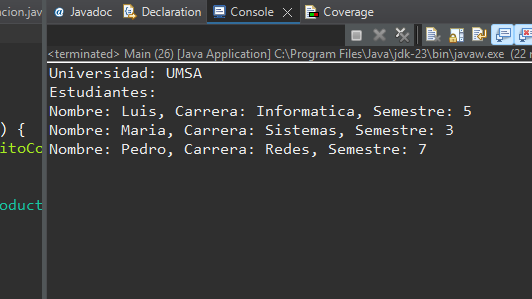 acion.jav
Javadoc Declaration Console Coverage
<terminated> Main (26) [Java Application] C:\Program Files\Java\jdk-23\bin\javaw.exe (22 n
Universidad: UMSA
Estudiantes:
Nombre: Luis, Carrera: Informatica, Semestre: 5
) {
Nombre: Maria, Carrera: Sistemas, Semestre: 3
itoCo
Nombre: Pedro, Carrera: Redes, Semestre: 7
oduct